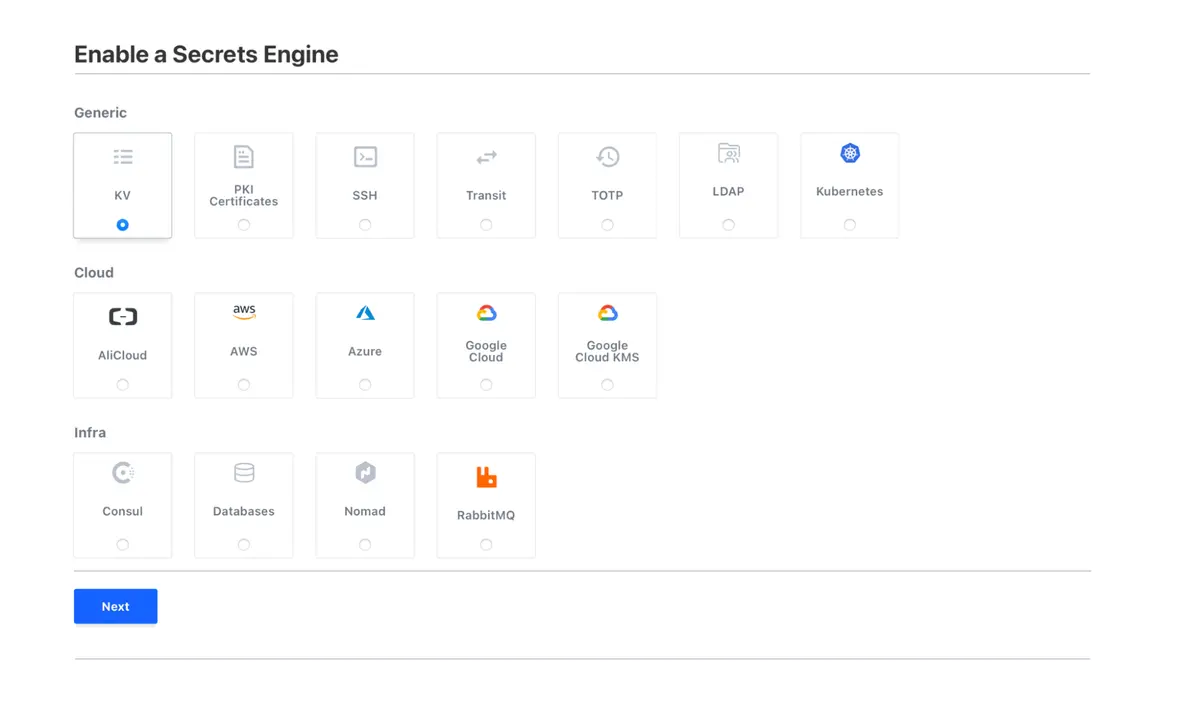 Enable a Secrets Engine
Generic
KV
PKI
Certificates
SSH
Transit
TOTP
LDAP
Kubernetes
Cloud
AliCloud
aws
AWS
Azure
Google
Cloud
Google
Cloud KMS
Infra
Consul
Databases
Nomad
RabbitMQ
Next